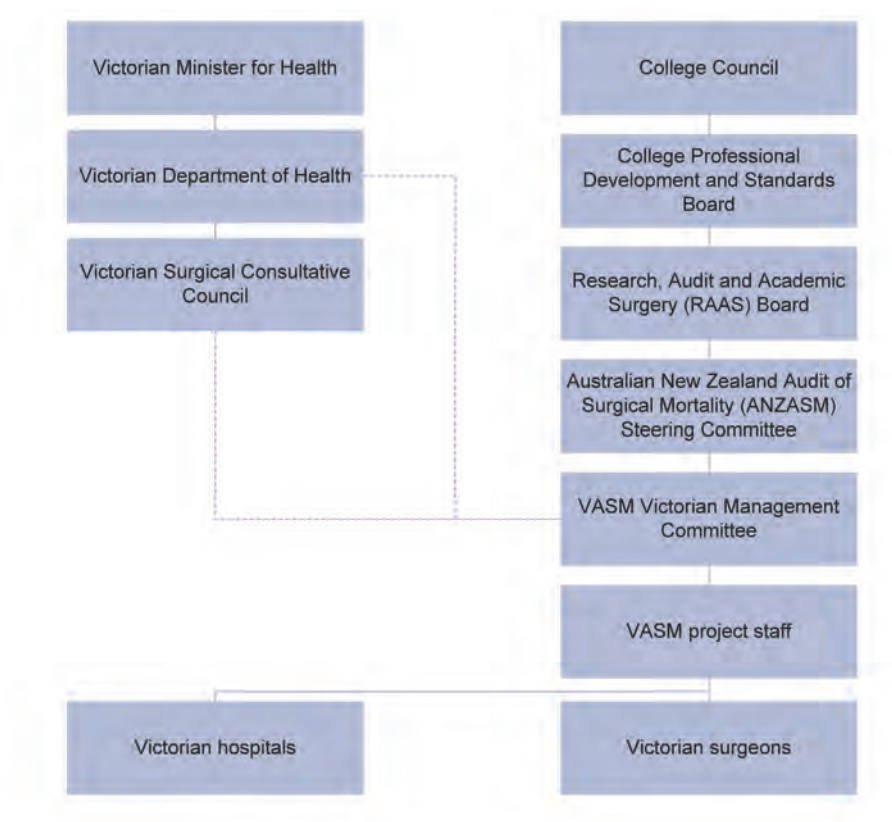 Victorian Minister for Health
Victorian Department of Health
Victorian Surgical Consultative
Council
College Council
College Professional
Development and Standards
Board
Research, Audit and Academic
Surgery (RAAS) Board
Australian New Zealand Audit of
Surgical Mortality (ANZASM)
Steering Committee
VASM Victorian Management
Committee
VASM project staff
Victorian hospitals
Victorian surgeons